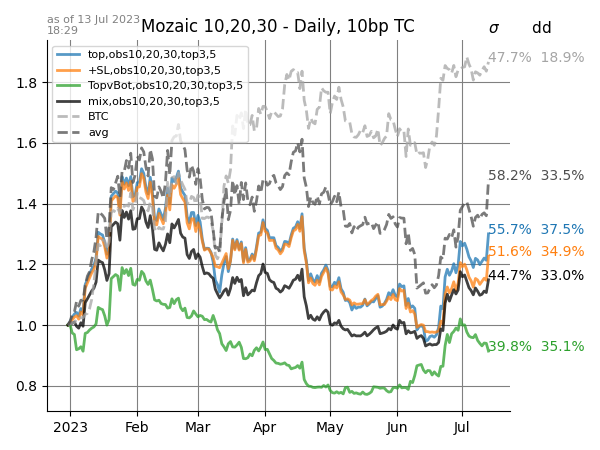 as of 13 Jul 2023
18:29
Mozaic 10,20,30 - Daily, 10bp TC
σ dd
top,obs10,20,30,top3,5
+SL,obs10,20,30,top3,5
TopvBot,obs10,20,30,top3,5
mix,obs10,20,30,top3,5
BTC
avg
47.7% 18.9%
58.2% 33.5%
55.7% 37.5%
51.6% 34.9%
44.7% 33.0%
39.8% 35.1%
1.8
1.6
1.4
1.2
1.0
0.8
2023 Feb Mar Apr May Jun Jul